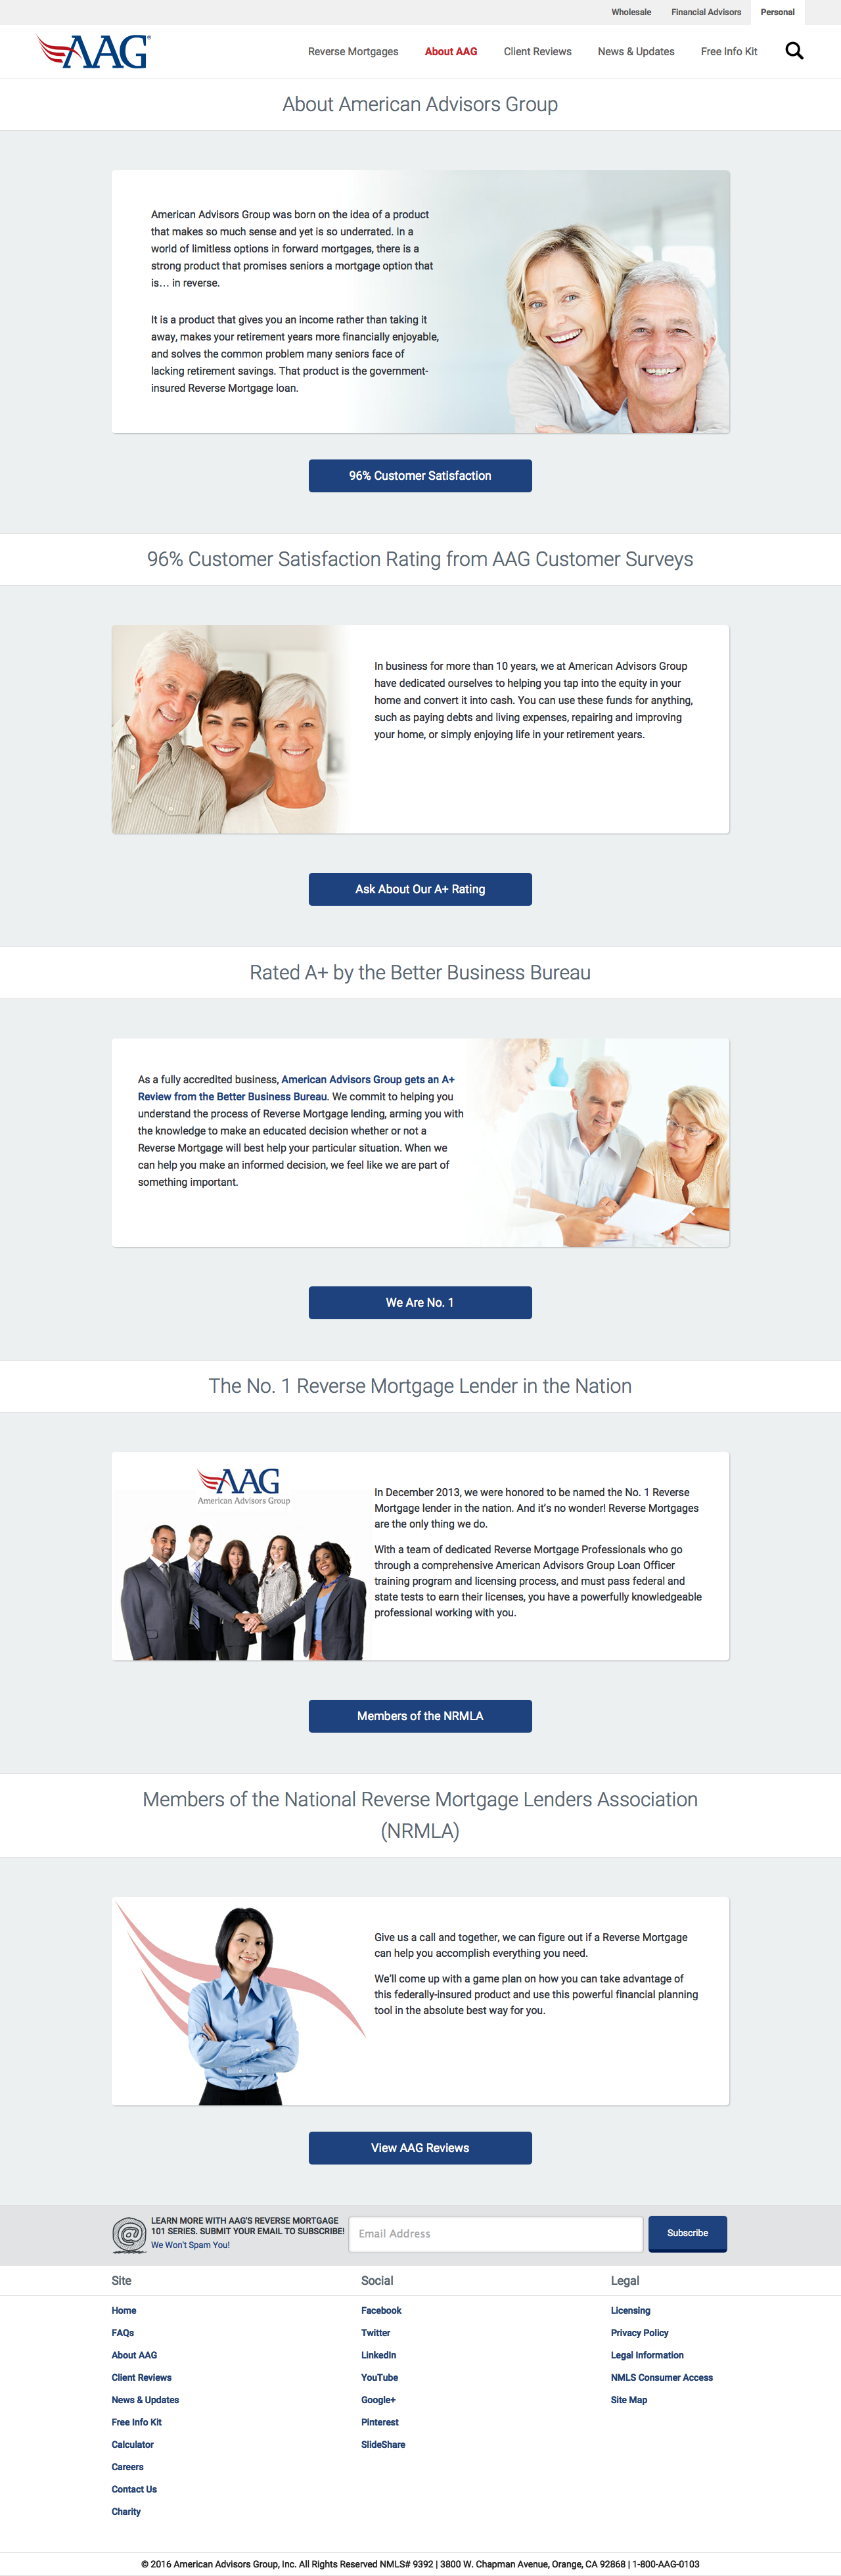 Wholesale Financial Advisors Personal
AAG®
Reverse Mortgages About AAG Client Reviews News & Updates Free Info Kit
About American Advisors Group
American Advisors Group was born on the idea of a product
that makes so much sense and yet is so underrated. In a
world of limitless options in forward mortgages, there is a
strong product that promises seniors a mortgage option that
is… in reverse.
It is a product that gives you an income rather than taking it
away, makes your retirement years more financially enjoyable,
and solves the common problem many seniors face of
lacking retirement savings. That product is the government-
insured Reverse Mortgage loan.
96% Customer Satisfaction
96% Customer Satisfaction Rating from AAG Customer Surveys
In business for more than 10 years, we at American Advisors Group
have dedicated ourselves to helping you tap into the equity in your
home and convert it into cash. You can use these funds for anything,
such as paying debts and living expenses, repairing and improving
your home, or simply enjoying life in your retirement years.
Ask About Our A+ Rating
Rated A+ by the Better Business Bureau
As a fully accredited business, American Advisors Group gets an A+
Review from the Better Business Bureau. We commit to helping you
understand the process of Reverse Mortgage lending, arming you with
the knowledge to make an educated decision whether or not a
Reverse Mortgage will best help your particular situation. When we
can help you make an informed decision, we feel like we are part of
something important.
We Are No. 1
The No. 1 Reverse Mortgage Lender in the Nation
AAG
American Advisors Group
In December 2013, we were honored to be named the No. 1 Reverse
Mortgage lender in the nation. And it's no wonder! Reverse Mortgages
are the only thing we do.
With a team of dedicated Reverse Mortgage Professionals who go
through a comprehensive American Advisors Group Loan Officer
training program and licensing process, and must pass federal and
state tests to earn their licenses, you have a powerfully knowledgeable
professional working with you.
Members of the NRMLA
Members of the National Reverse Mortgage Lenders Association
(NRMLA)
Give us a call and together, we can figure out if a Reverse Mortgage
can help you accomplish everything you need.
We'll come up with a game plan on how you can take advantage of
this federally-insured product and use this powerful financial planning
tool in the absolute best way for you.
View AAG Reviews
@
LEARN MORE WITH AAG'S REVERSE MORTGAGE
101 SERIES. SUBMIT YOUR EMAIL TO SUBSCRIBE!
We Won't Spam You!
Email Address
Subscribe
Site
Home
FAQs
About AAG
Client Reviews
News & Updates
Free Info Kit
Calculator
Careers
Contact Us
Charity
Social
Facebook
Twitter
LinkedIn
YouTube
Google+
Pinterest
SlideShare
Legal
Licensing
Privacy Policy
Legal Information
NMLS Consumer Access
Site Map
© 2016 American Advisors Group, Inc. All Rights Reserved NMLS# 9392 | 3800 W. Chapman Avenue, Orange, CA 92868 | 1-800-AAG-0103